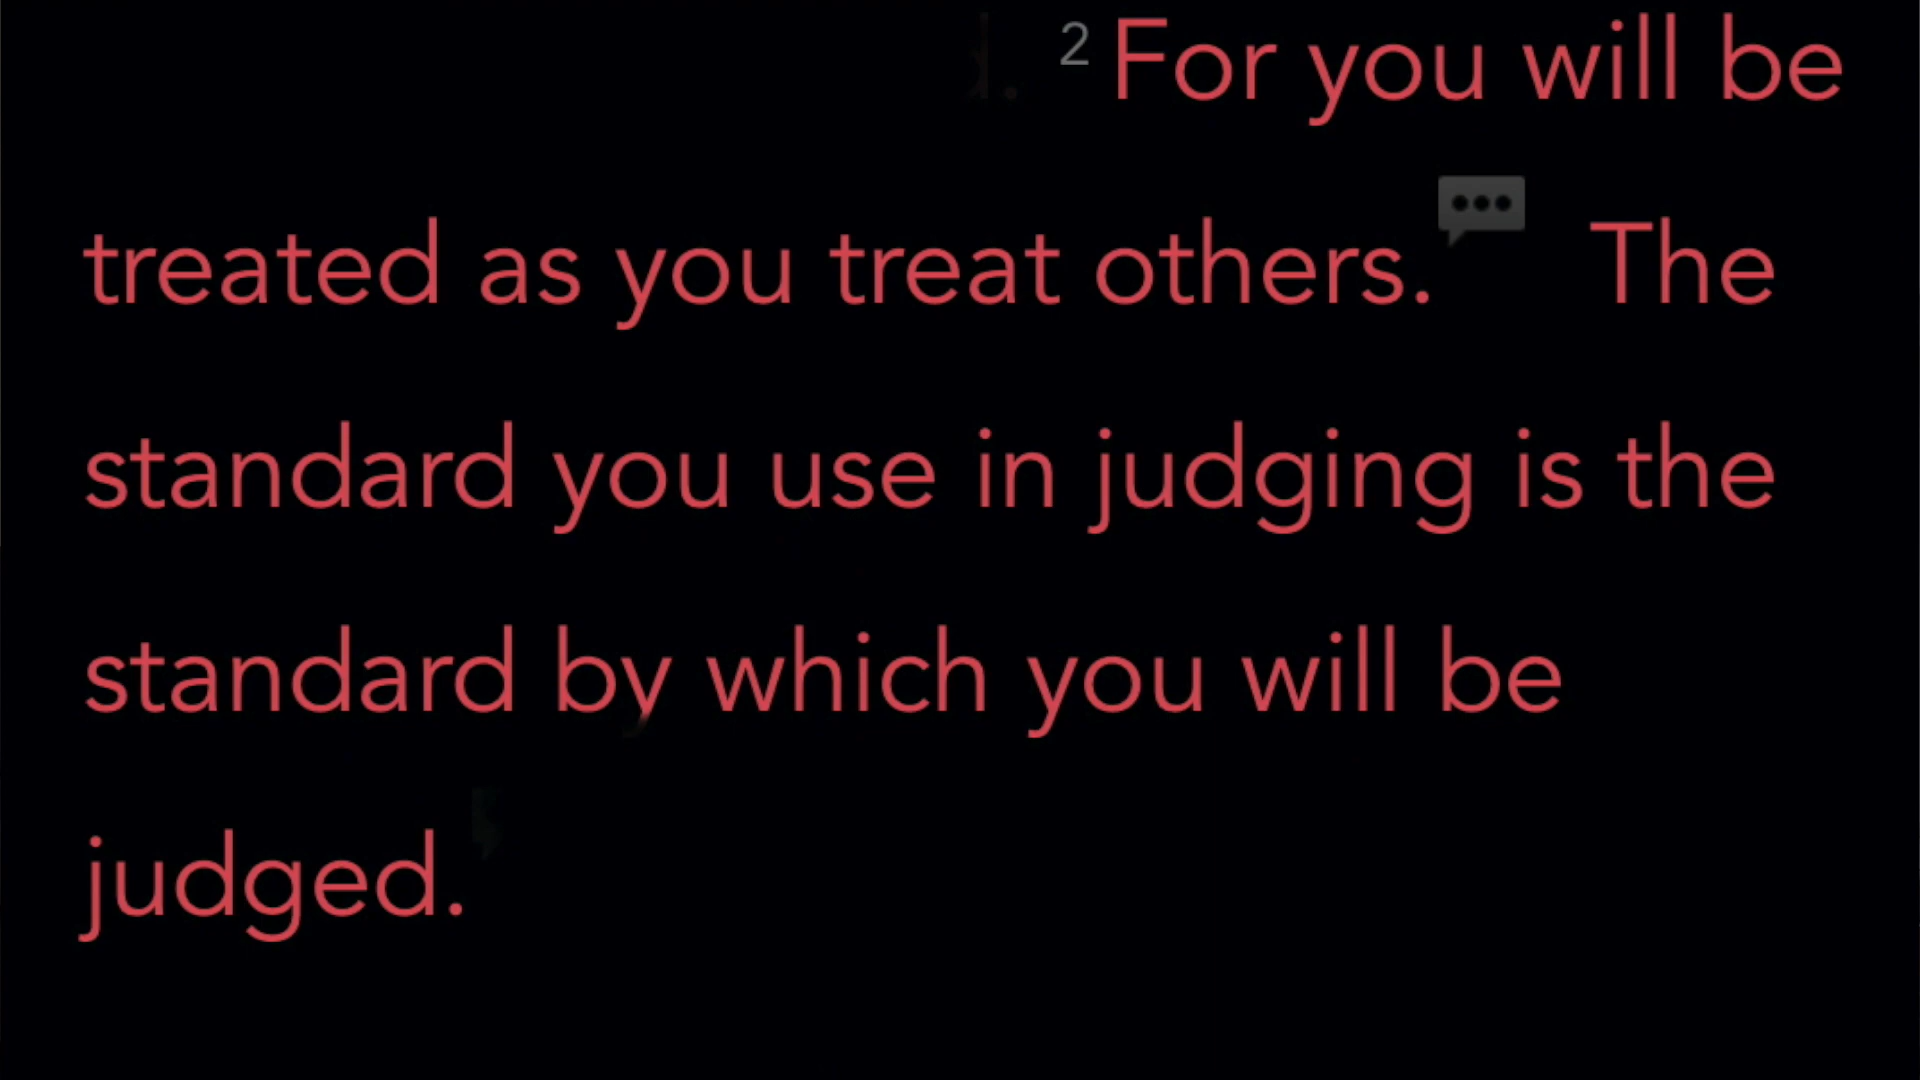 2 For you will be
treated as you treat others. The
standard you use in judging is the
standard by which you will be
judged.